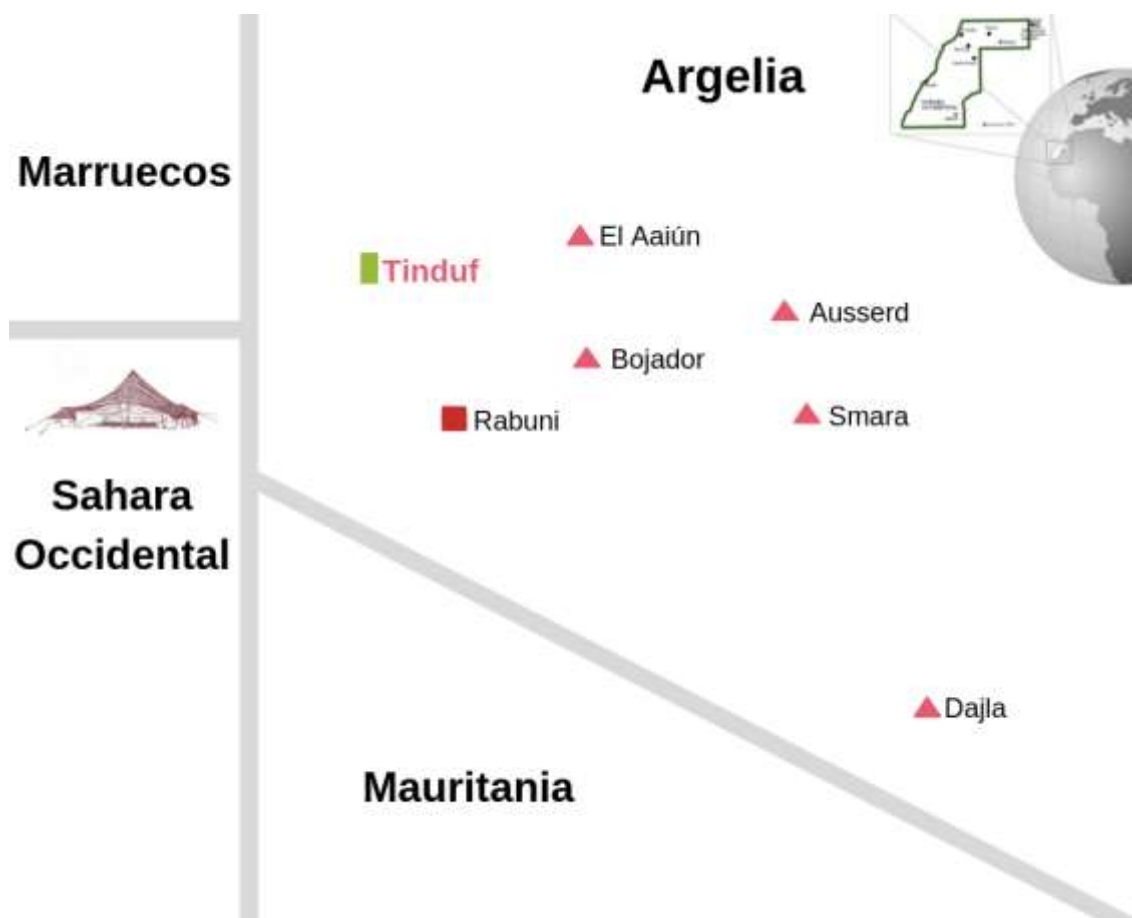 Argelia
Marruecos
El Aaiún
Tinduf
Ausserd
Bojador
Smara
Rabuni
Sahara
Occidental
Dajla
Mauritania